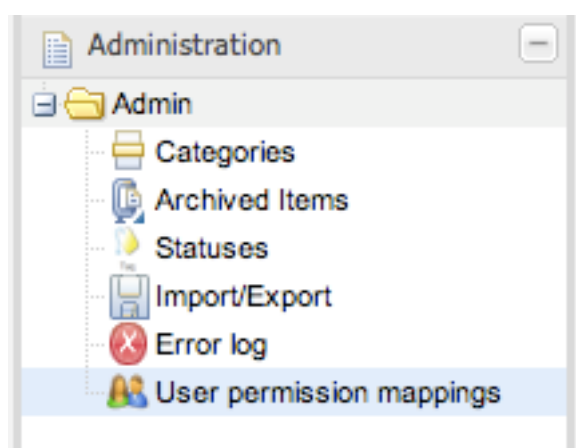 Administration
Admin
Categories
Archived Items
Statuses
Import/Export
Error log
User permission mappings